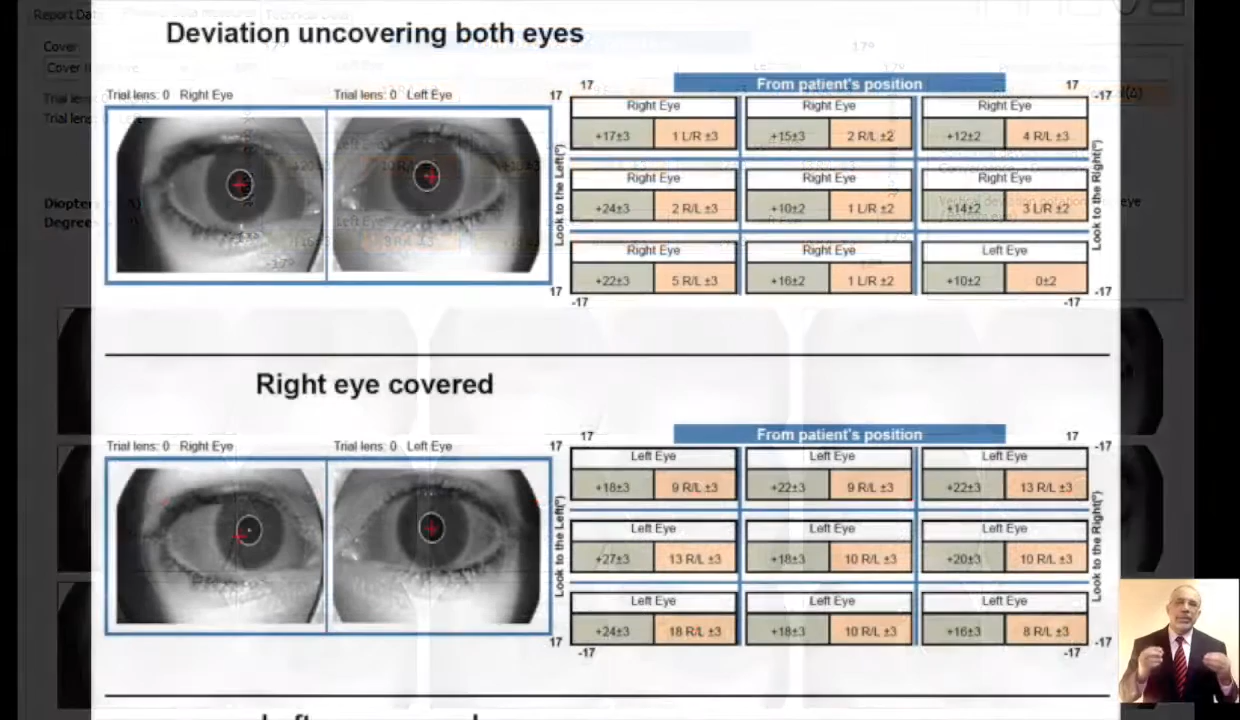 Deviation uncovering both eyes
From patient's position
17 17
17 -17
Trial lens: 0 Right Eye Trial lens: 0 Left Eye
Right Eye Right Eye Right Eye
+17±3 1 L/R ±3 +15±3 2 R/L ±2 +12±2 4 R/L ±3
Right Eye Right Eye Right Eye
+24±3 2 R/L ±3 +10±2 1 L/R ±2 +14±2 3 L/R ±2
Right Eye Right Eye Left Eye
+22±3 5 R/L ±3 +16±2 1 L/R ±2 +10±2 0±2
Look to the Left(º)
Look to the Right(º)
17 -17
-17 -17
Right eye covered
From patient's position
17 17
17 -17
Trial lens: 0 Right Eye Trial lens: 0 Left Eye
Left Eye Left Eye Left Eye
+18±3 9 R/L ±3 +22±3 9 R/L ±3 +22±3 13 R/L ±3
Left Eye Left Eye Left Eye
+27±3 13 R/L ±3 +18±3 10 R/L ±3 +20±3 10 R/L ±3
Left Eye Left Eye Left Eye
+24±3 18 R/L ±3 +18±3 10 R/L ±3 +16±3 8 R/L ±3
Look to the Left(º)
Look to the Right(º)
17 -17
-17 -17